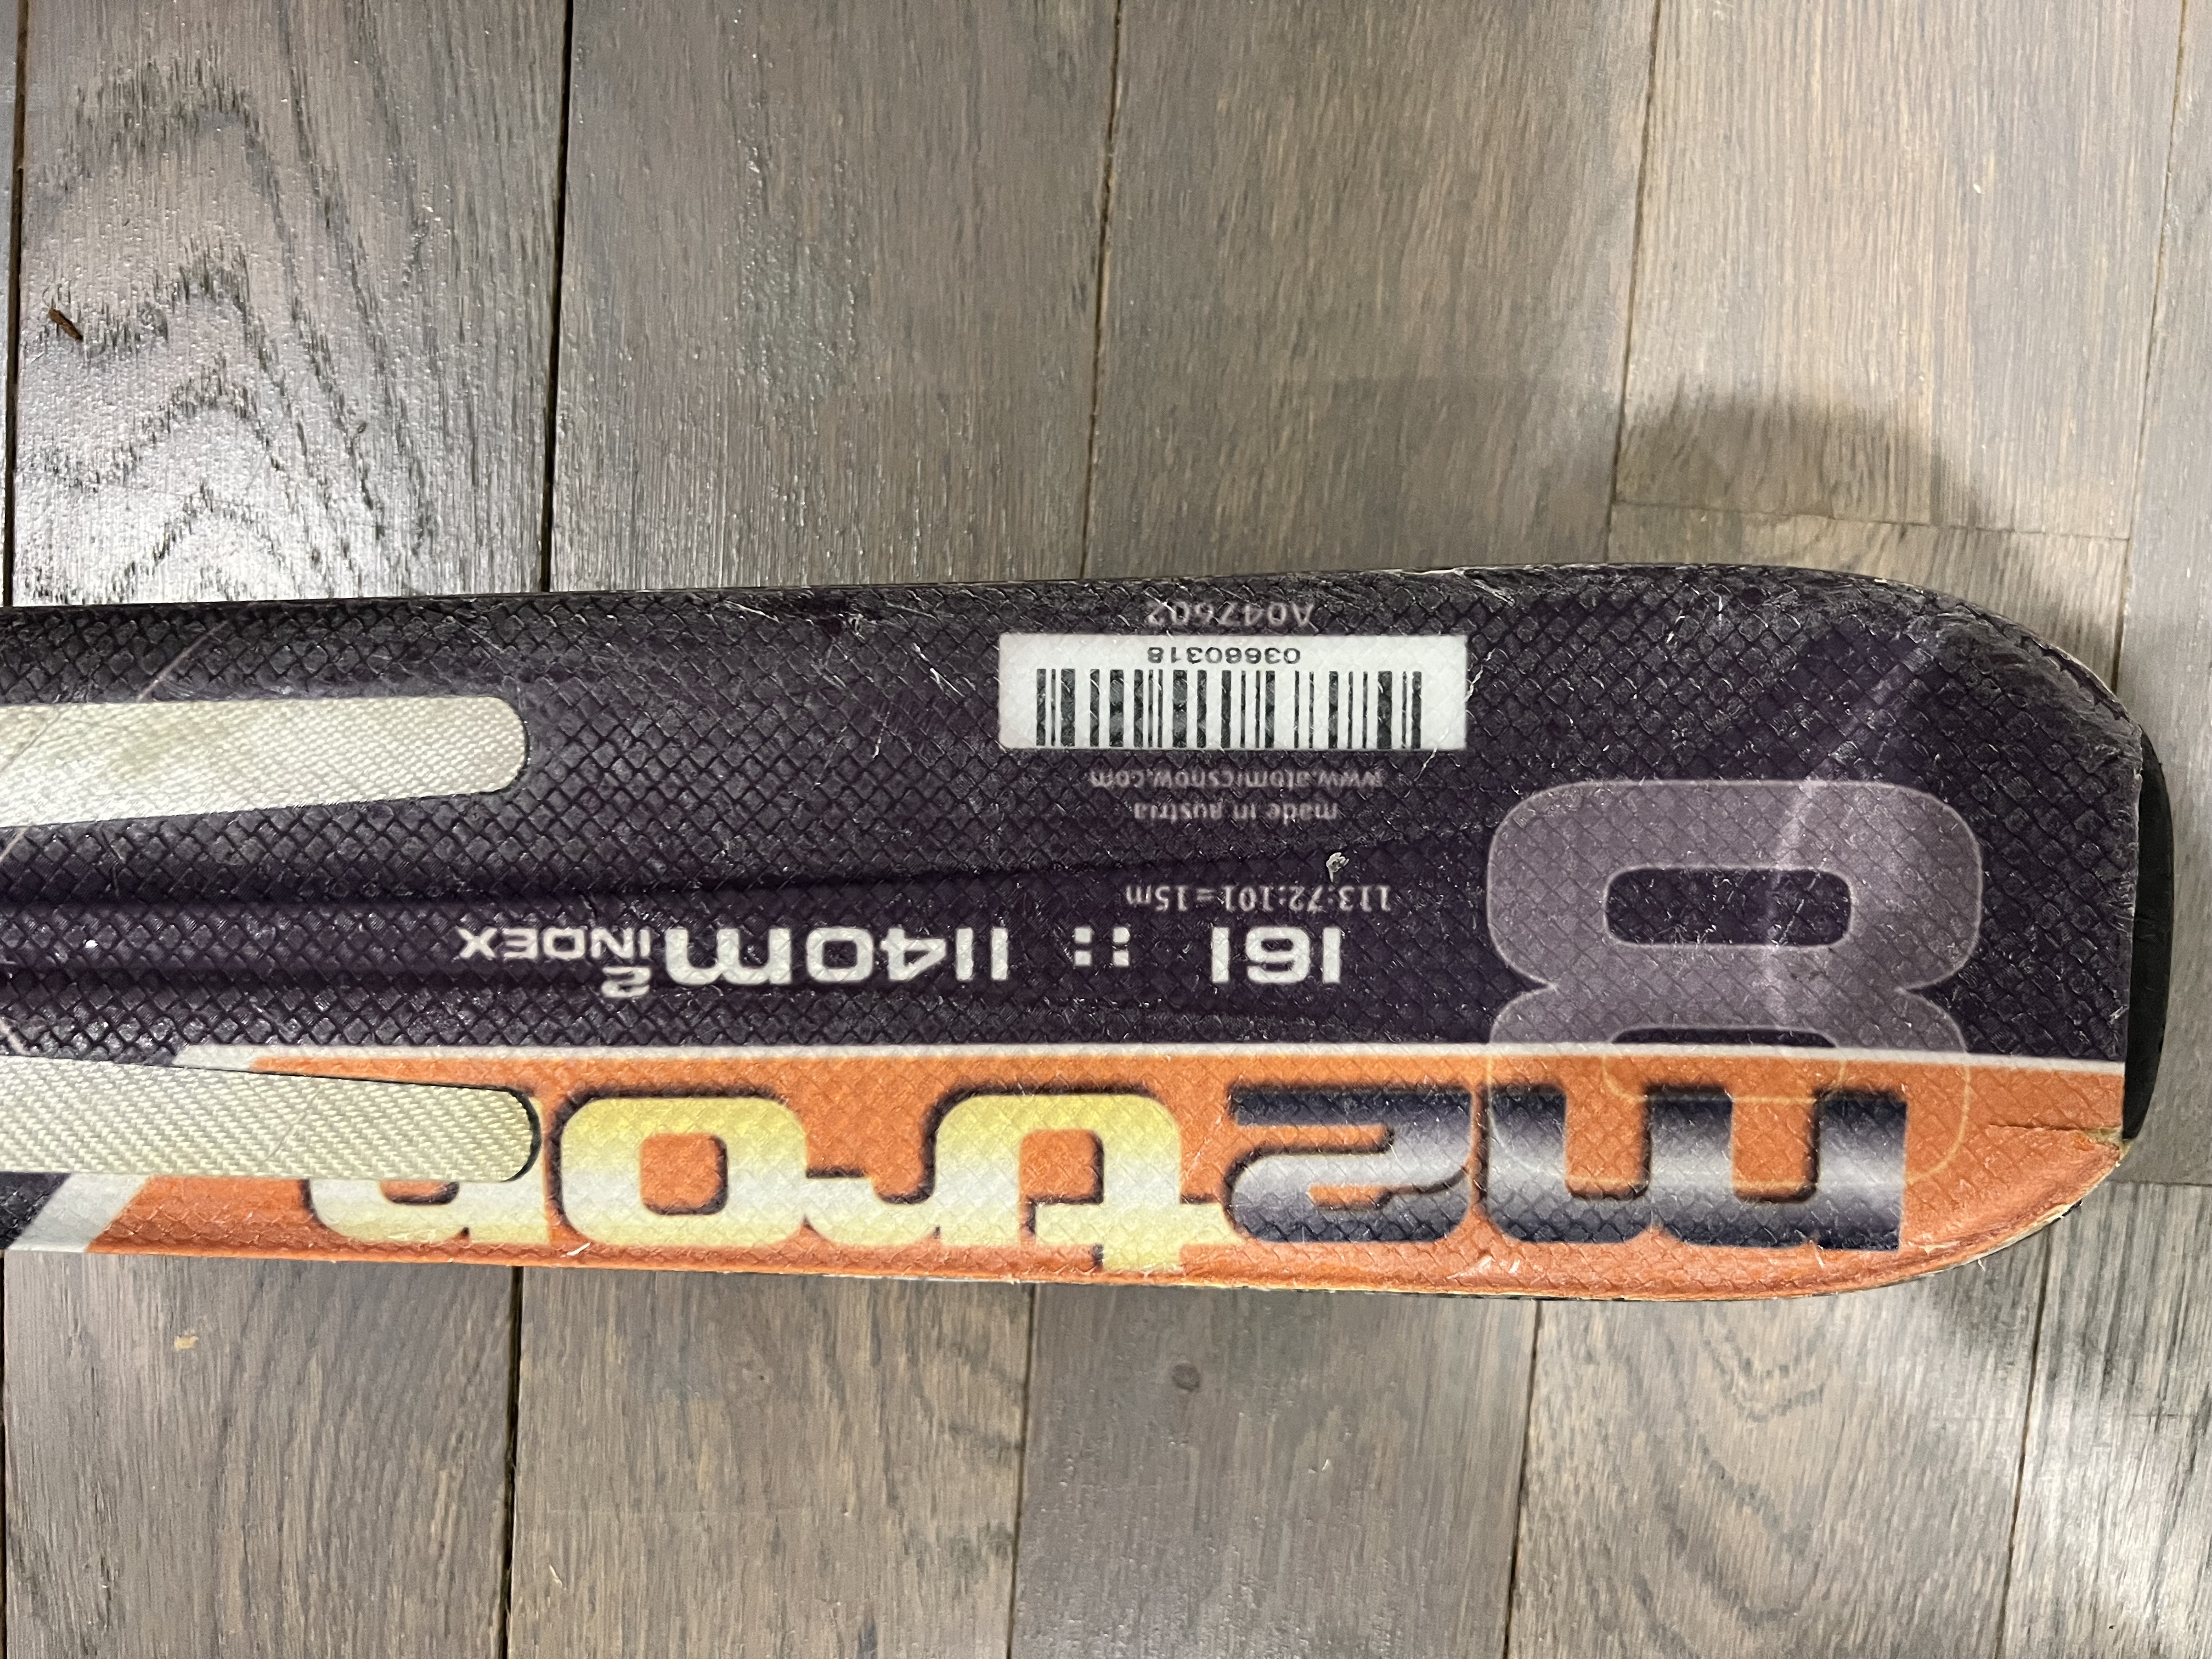 metron
8
161 :: 1140m² INDEX
113:72:101=15m
made in austria
www.atomicsnow.com
03660318
A047602